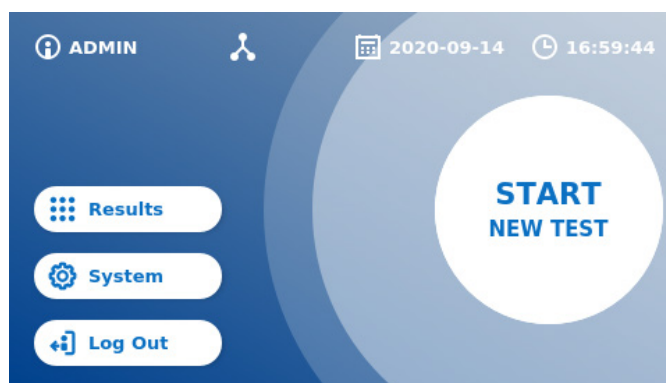 ADMIN 2020-09-14 16:59:44
START
NEW TEST
Results
System
Log Out